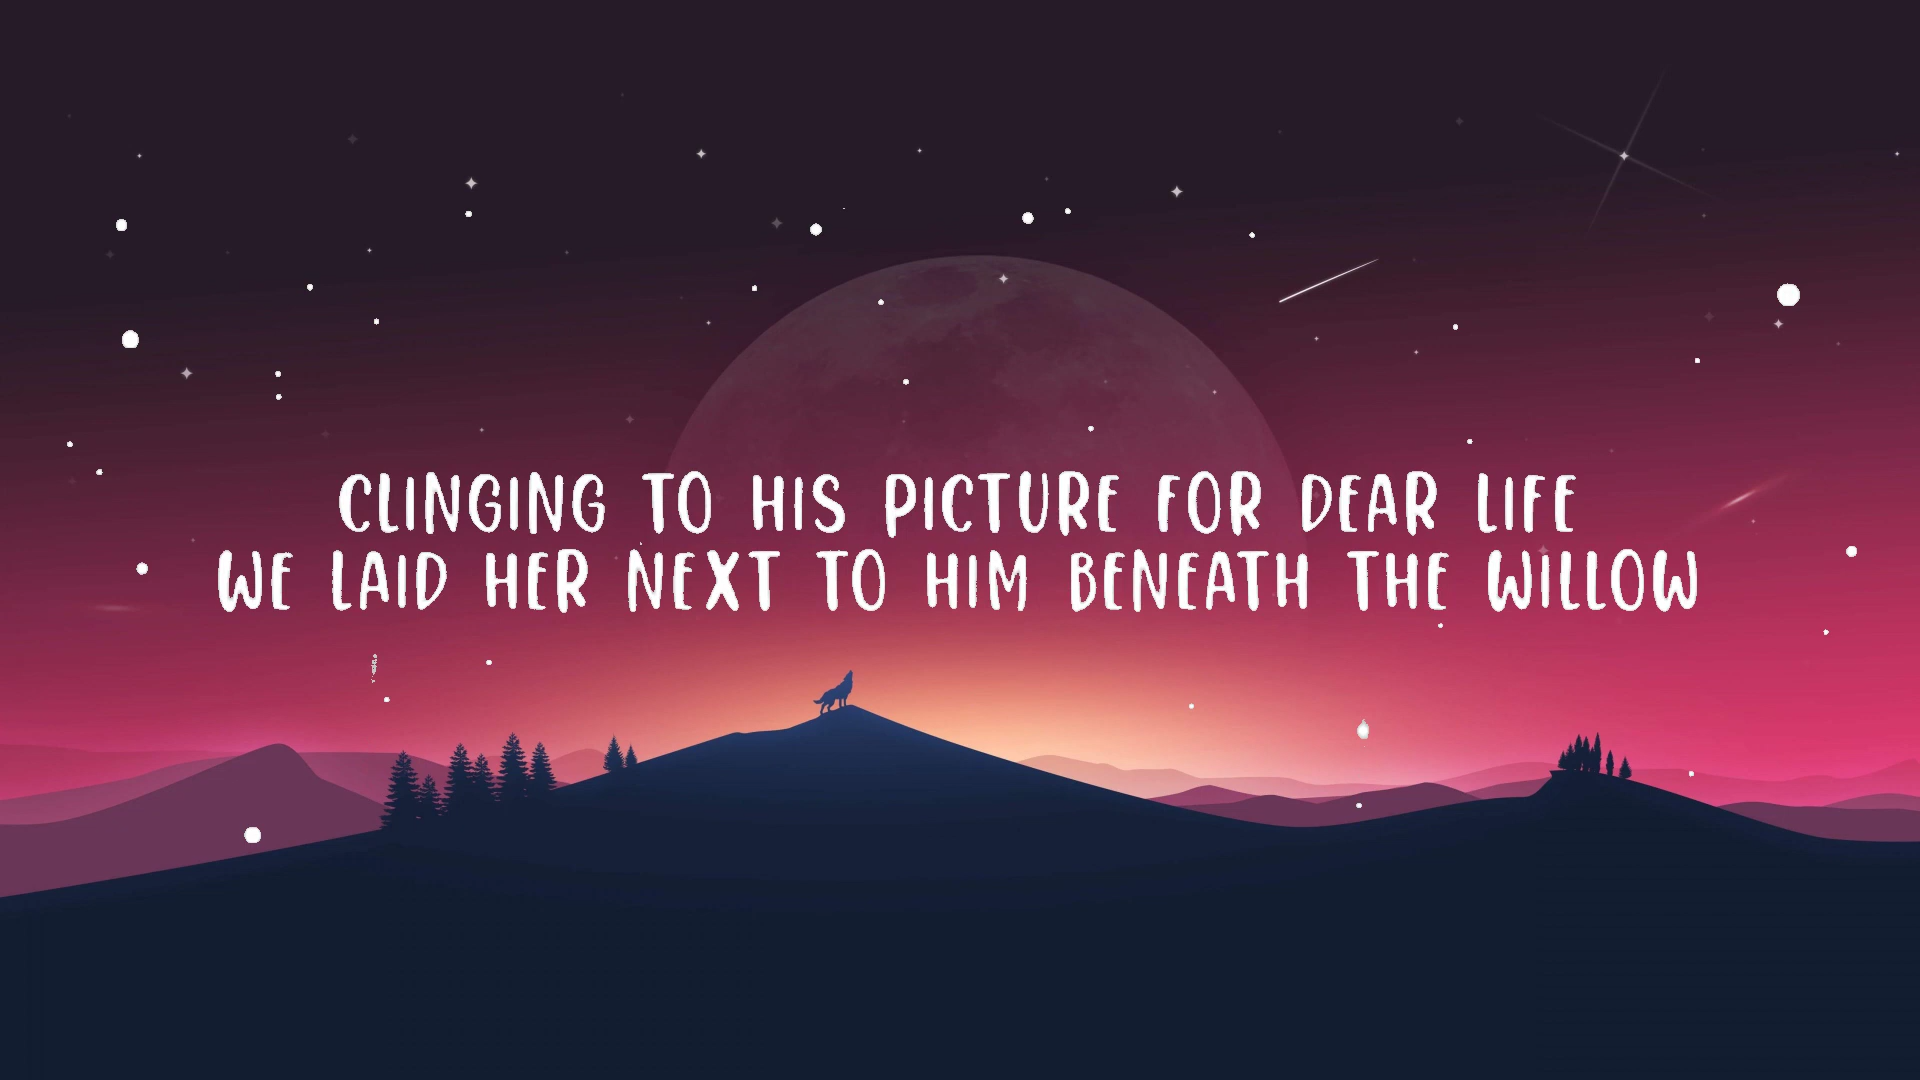 CLINGING TO HIS PICTURE FOR DEAR LIFE
WE LAID HER NEXT TO HIM BENEATH THE WILLOW